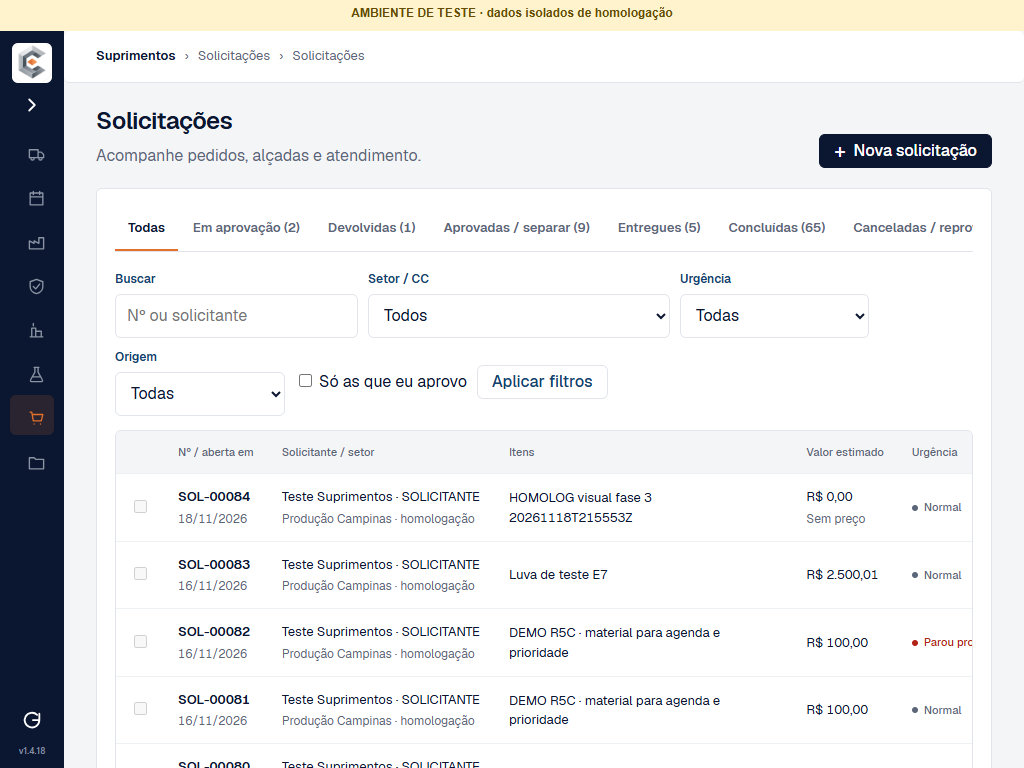 AMBIENTE DE TESTE · dados isolados de homologação
Suprimentos › Solicitações › Solicitações
Solicitações
Acompanhe pedidos, alçadas e atendimento.
+ Nova solicitação
Todas Em aprovação (2) Devolvidas (1) Aprovadas / separar (9) Entregues (5) Concluídas (65) Canceladas / repro
Buscar Setor / CC Urgência
Nº ou solicitante Todos Todas
Origem
Todas Só as que eu aprovo Aplicar filtros
Nº / aberta em Solicitante / setor Itens Valor estimado Urgência
SOL-00084 Teste Suprimentos · SOLICITANTE HOMOLOG visual fase 3 R$ 0,00 Normal
18/11/2026 Produção Campinas · homologação 20261118T215553Z Sem preço
SOL-00083 Teste Suprimentos · SOLICITANTE Luva de teste E7 R$ 2.500,01 Normal
16/11/2026 Produção Campinas · homologação
SOL-00082 Teste Suprimentos · SOLICITANTE DEMO R5C · material para agenda e R$ 100,00 Parou pro
16/11/2026 Produção Campinas · homologação prioridade
SOL-00081 Teste Suprimentos · SOLICITANTE DEMO R5C · material para agenda e R$ 100,00 Normal
16/11/2026 Produção Campinas · homologação prioridade
SOL-00080 Teste Suprimentos · SOLICITANTE
v1.4.18